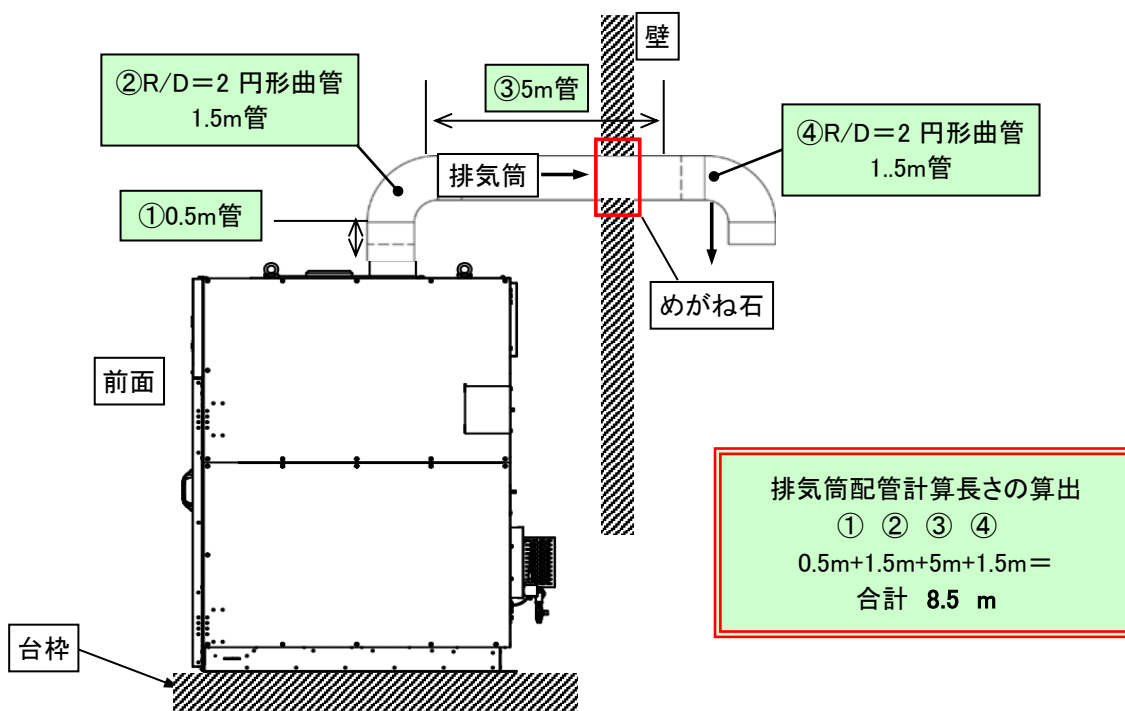 壁
②R/D＝2 円形曲管
1.5m管
③5m管
④R/D＝2 円形曲管
1..5m管
排気筒
①0.5m管
めがね石
前面
排気筒配管計算長さの算出
① ② ③ ④
0.5m+1.5m+5m+1.5m＝
合計 8.5 m
台枠